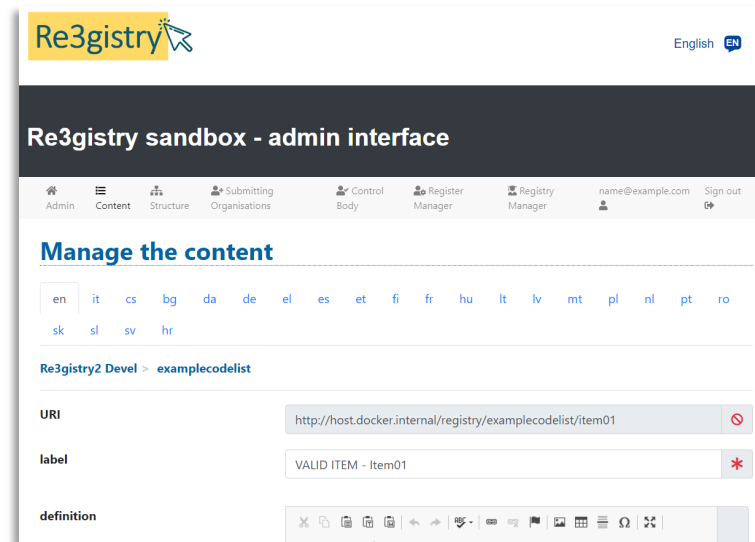 Re3gistry
English EN
Re3gistry sandbox - admin interface
Admin Content Structure Submitting Organisations Control Body Register Manager Registry Manager name@example.com Sign out
Manage the content
en it cs bg da de el es et fi fr hu lt lv mt pl nl pt ro
sk sl sv hr
Re3gistry2 Devel > examplecodelist
URI http://host.docker.internal/registry/examplecodelist/item01
label VALID ITEM - Item01
definition ABC Ω